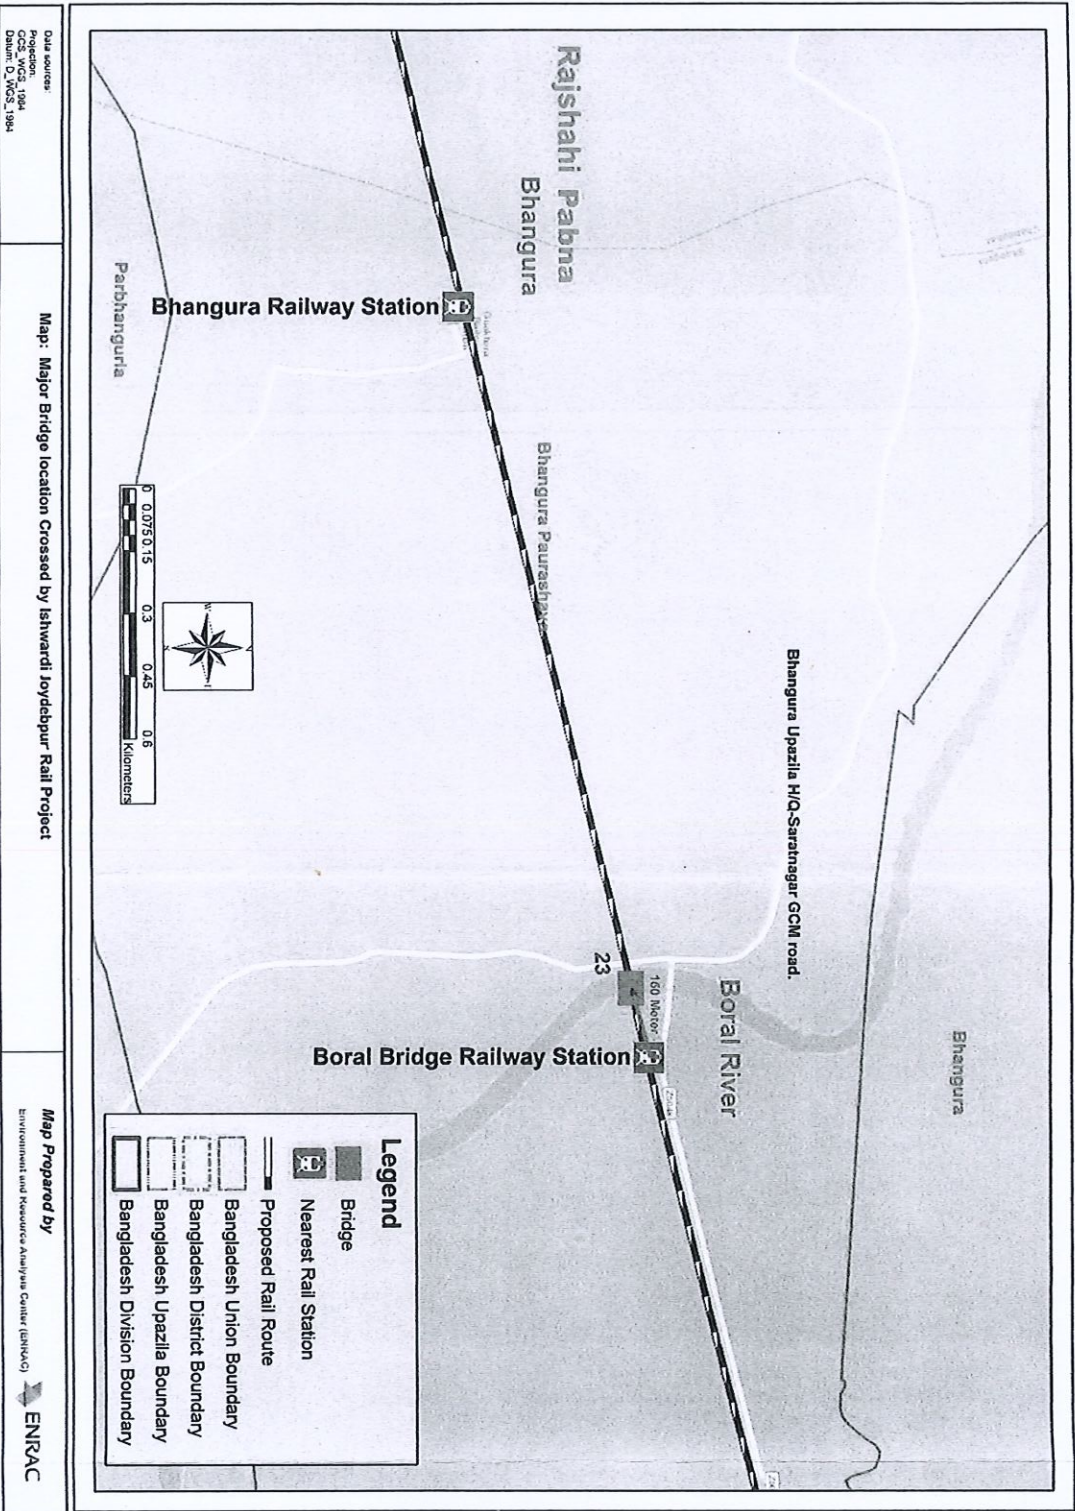 Rajshahi Pabna
Bhangura
Bhangura Railway Station
Parbhanguria
Bhangura Paurashava
Bhangura Upazila H/Q-Saratnagar GCM road.
Boral River
Bhangura
23
160 Meter
Boral Bridge Railway Station
N
W
0 0.075 0.15 0.3 0.45 0.6
Kilometers
Legend
Bridge
Nearest Rail Station
Proposed Rail Route
Bangladesh Union Boundary
Bangladesh District Boundary
Bangladesh Upazila Boundary
Bangladesh Division Boundary
Data sources:
Projection:
GCS_WGS_1984
Datum: D_WGS_1984
Map: Major Bridge location Crossed by Ishwardi Joydebpur Rail Project
Map Prepared by
Environment and Resource Analysis Center (ENRAC)
ENRAC